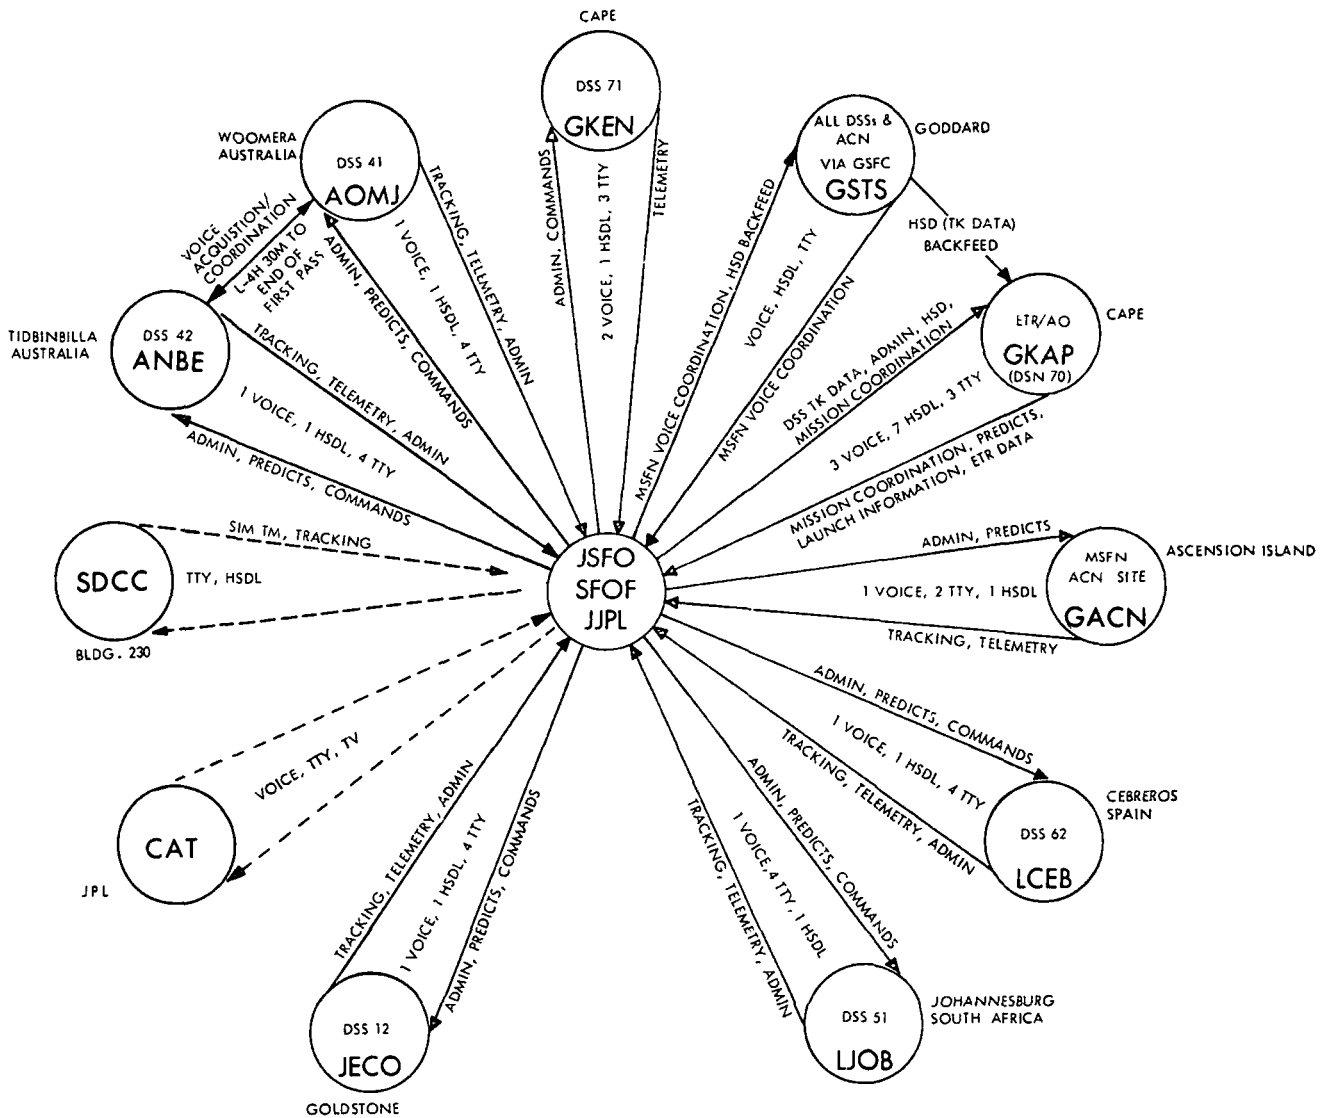 CAPE
DSS 71
GKEN
WOOMERA
AUSTRALIA
DSS 41
AOMJ
ALL DSSs &
ACN
VIA GSFC
GSTS
GODDARD
VOICE
ACQUISTION/
COORDINATION
L-4H 30M TO
END OF
FIRST PASS
TRACKING, TELEMETRY, ADMIN
1 VOICE, 1 HSDL, 4 TTY
ADMIN, PREDICTS, COMMANDS
ADMIN, COMMANDS
2 VOICE, 1 HSDL, 3 TTY
TELEMETRY
MSFN VOICE COORDINATION, HSD BACKFEED
VOICE, HSDL, TTY
MSFN VOICE COORDINATION
HSD (TK DATA)
BACKFEED
TIDBINBILLA
AUSTRALIA
DSS 42
ANBE
TRACKING, TELEMETRY, ADMIN
1 VOICE, 1 HSDL, 4 TTY
ADMIN, PREDICTS, COMMANDS
ETR/AO
GKAP
(DSN 70)
CAPE
DSS TK DATA, ADMIN, HSD,
MISSION COORDINATION
3 VOICE, 7 HSDL, 3 TTY
MISSION COORDINATION, PREDICTS,
LAUNCH INFORMATION, ETR DATA
SDCC
BLDG. 230
SIM TM, TRACKING
TTY, HSDL
JSFO
SFOF
JJPL
ADMIN, PREDICTS
1 VOICE, 2 TTY, 1 HSDL
TRACKING, TELEMETRY
MSFN
ACN SITE
GACN
ASCENSION ISLAND
ADMIN, PREDICTS, COMMANDS
1 VOICE, 1 HSDL, 4 TTY
TRACKING, TELEMETRY, ADMIN
CEBREROS
SPAIN
DSS 62
LCEB
VOICE, TTY, TV
CAT
JPL
TRACKING, TELEMETRY, ADMIN
1 VOICE, 1 HSDL, 4 TTY
ADMIN, PREDICTS, COMMANDS
DSS 12
JECO
GOLDSTONE
ADMIN, PREDICTS, COMMANDS
1 VOICE, 4 TTY, 1 HSDL
TRACKING, TELEMETRY, ADMIN
DSS 51
LJOB
JOHANNESBURG
SOUTH AFRICA